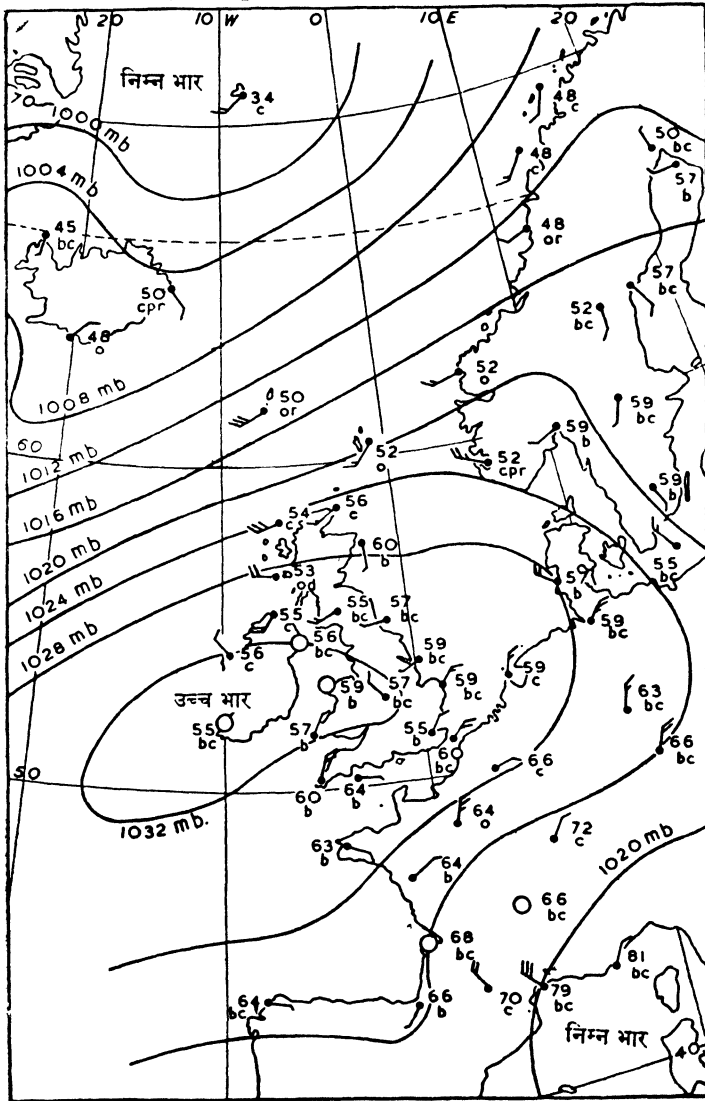 20 10 W 0 10 E 20
निम्न भार
70
1000 mb
34
c
48
c
50
bc
1004 mb
48
c
57
b
45
bc
48
or
50
cpr
57
bc
52
bc
48
o
52
o
1008 mb
50
or
59
bc
60
1012 mb
52
o
59
b
52
cpr
59
b
1016 mb
54
c
56
c
1020 mb
60
b
55
bc
1024 mb
53
od
57
b
1028 mb
55
55
bc
57
bc
59
bc
56
c
56
bc
59
bc
59
c
उच्च भार
59
b
57
bc
59
bc
63
bc
55
bc
57
b
55
b
60
bc
66
bc
50
60
b
64
b
66
c
1032 mb.
64
o
72
c
1020 mb
63
b
64
b
66
bc
68
bc
81
bc
64
bc
66
b
70
c
79
bc
निम्न भार
40